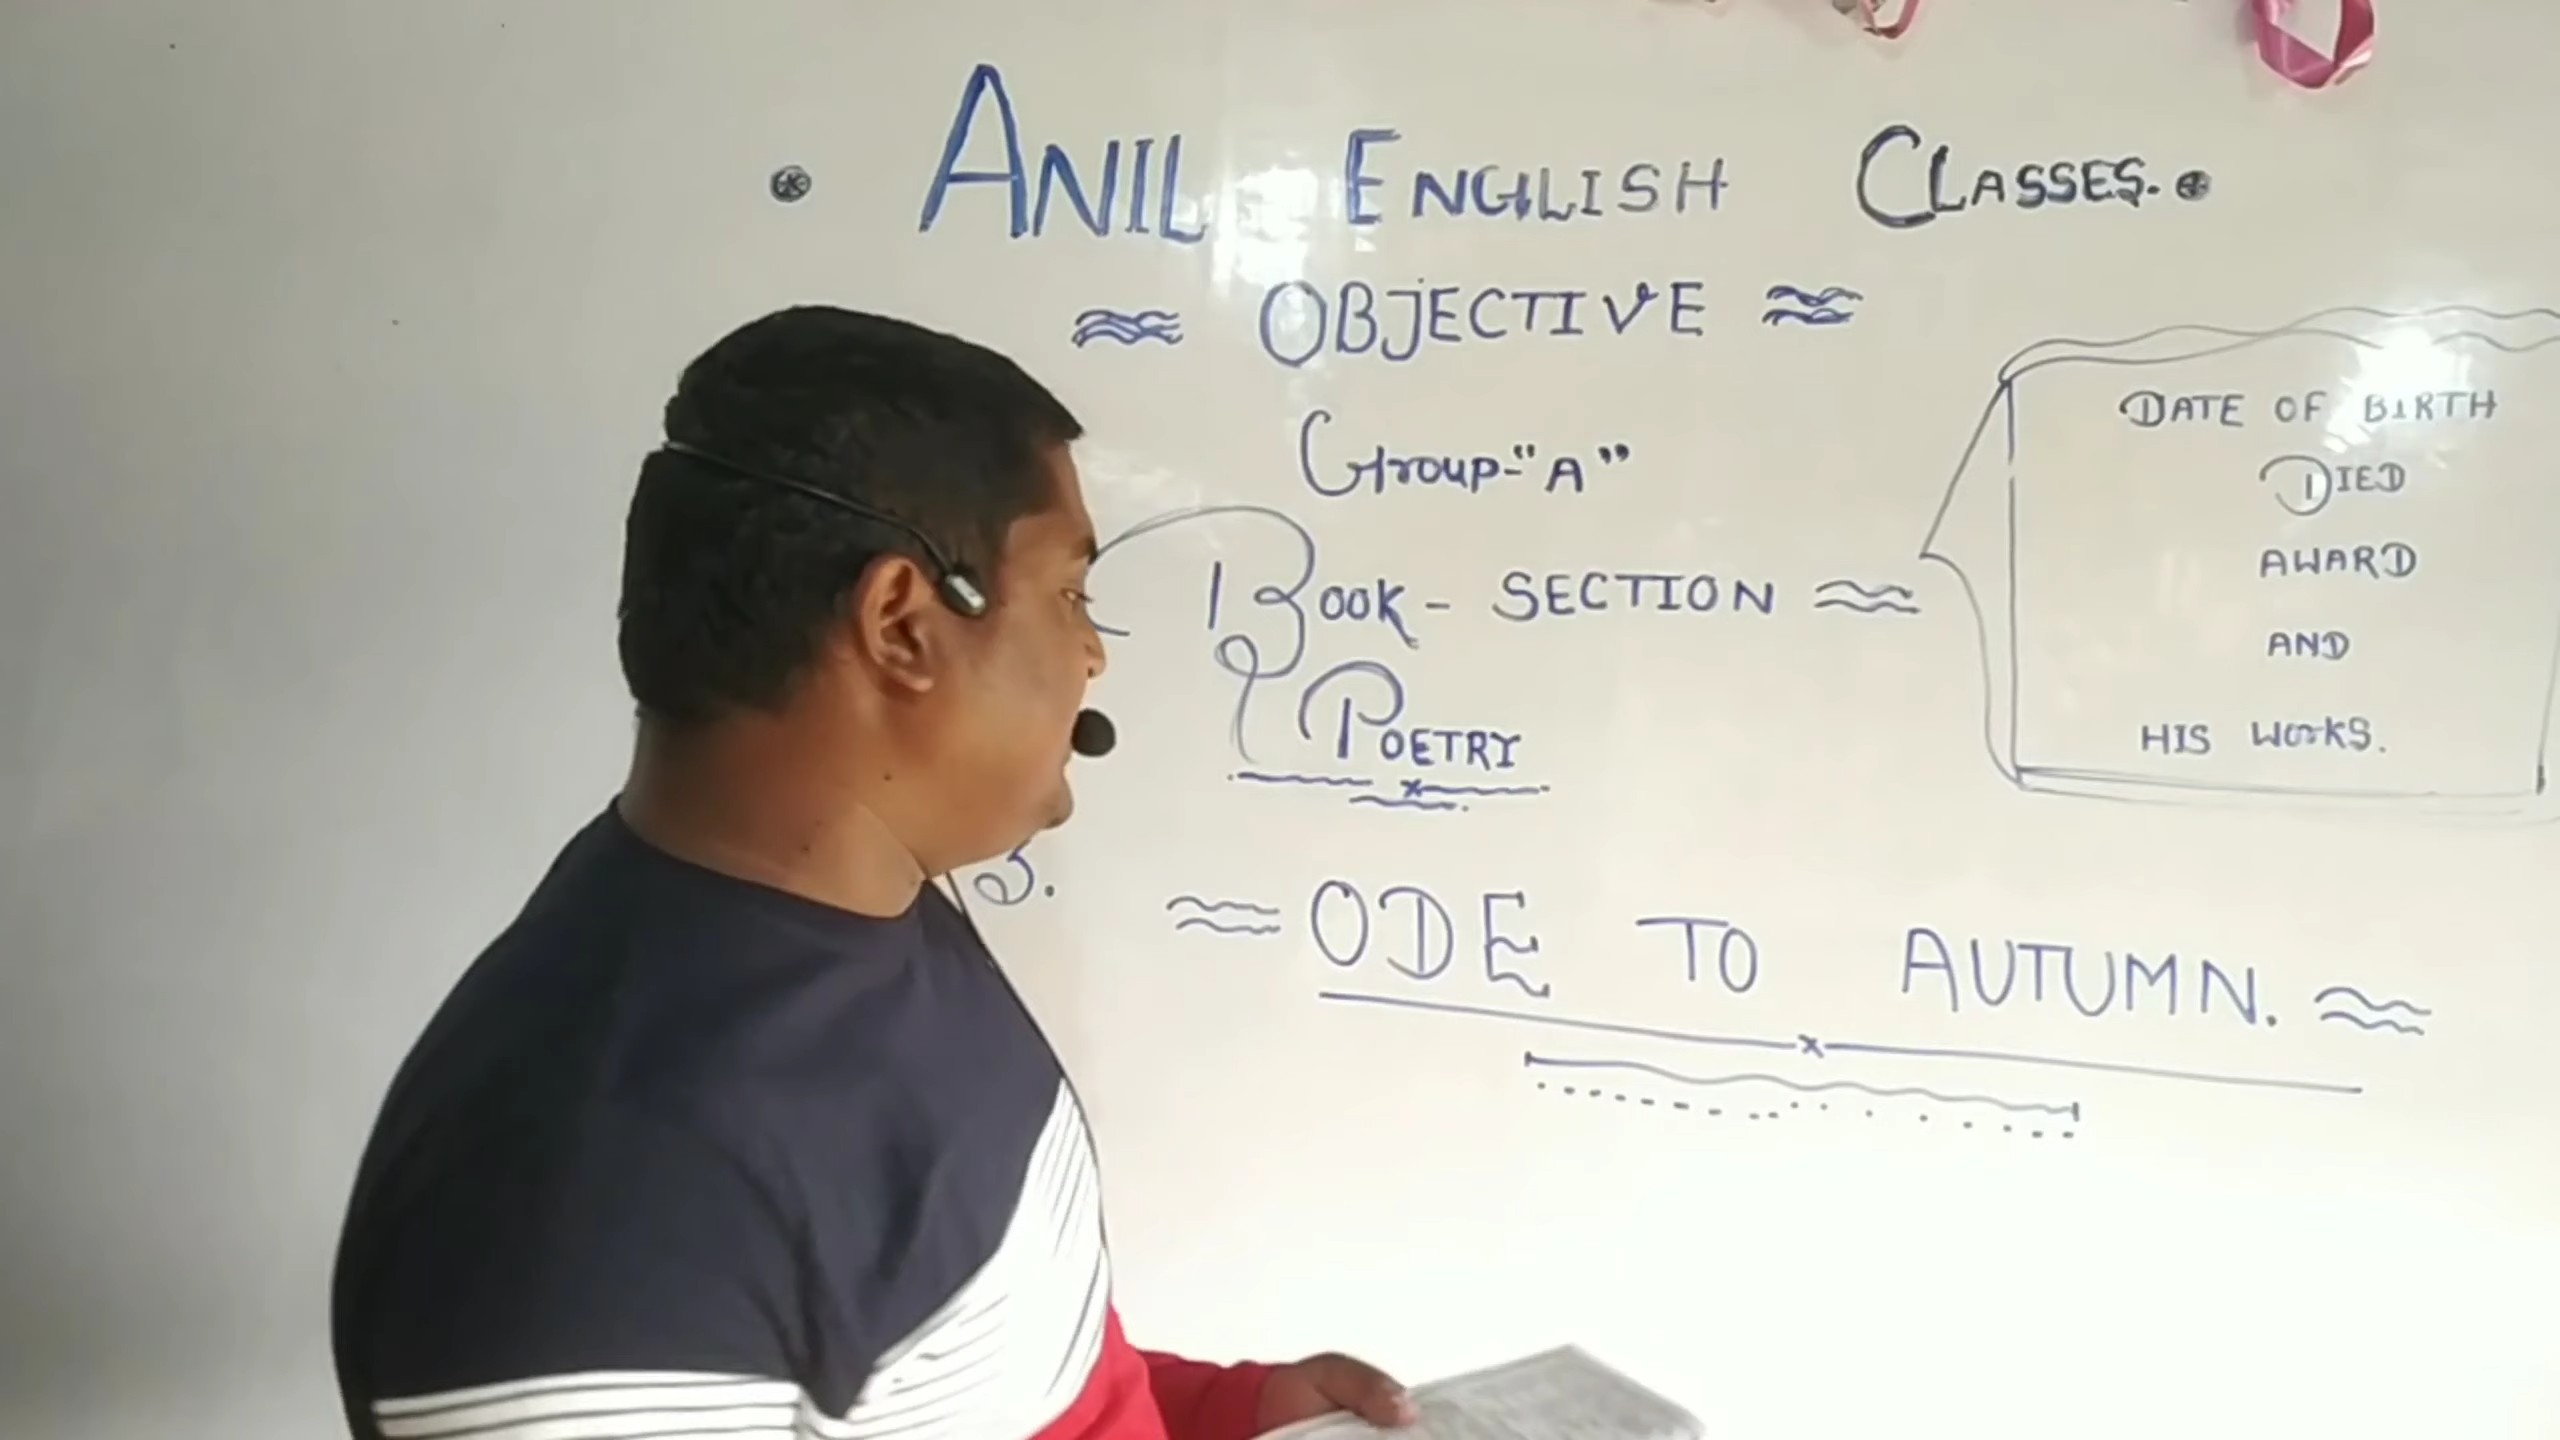 ANIL ENGLISH CLASSES.
OBJECTIVE
Group-"A"
BOOK - SECTION
POETRY
DATE OF BIRTH
DIED
AWARD
AND
HIS WORKS.
ODE TO AUTUMN.